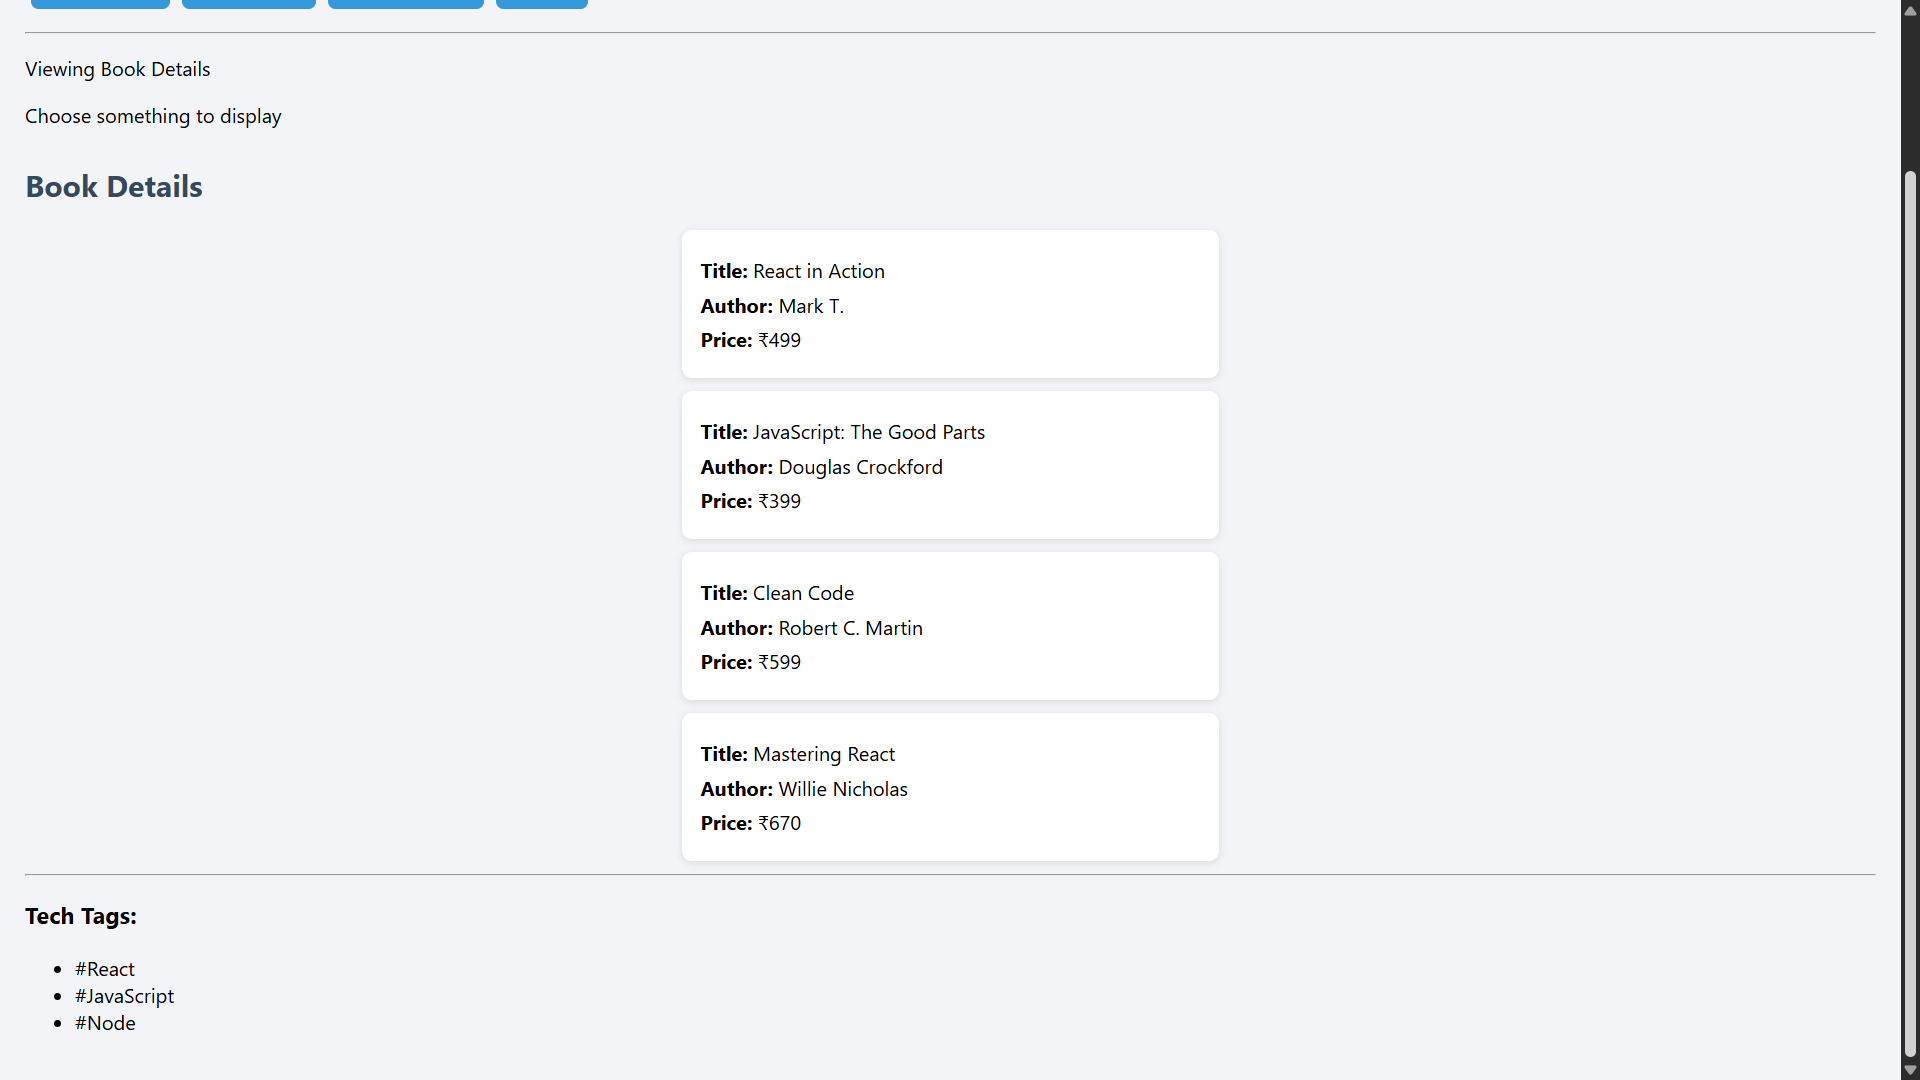 Viewing Book Details
Choose something to display
Book Details
Title: React in Action
Author: Mark T.
Price: ₹499
Title: JavaScript: The Good Parts
Author: Douglas Crockford
Price: ₹399
Title: Clean Code
Author: Robert C. Martin
Price: ₹599
Title: Mastering React
Author: Willie Nicholas
Price: ₹670
Tech Tags:
#React
#JavaScript
#Node